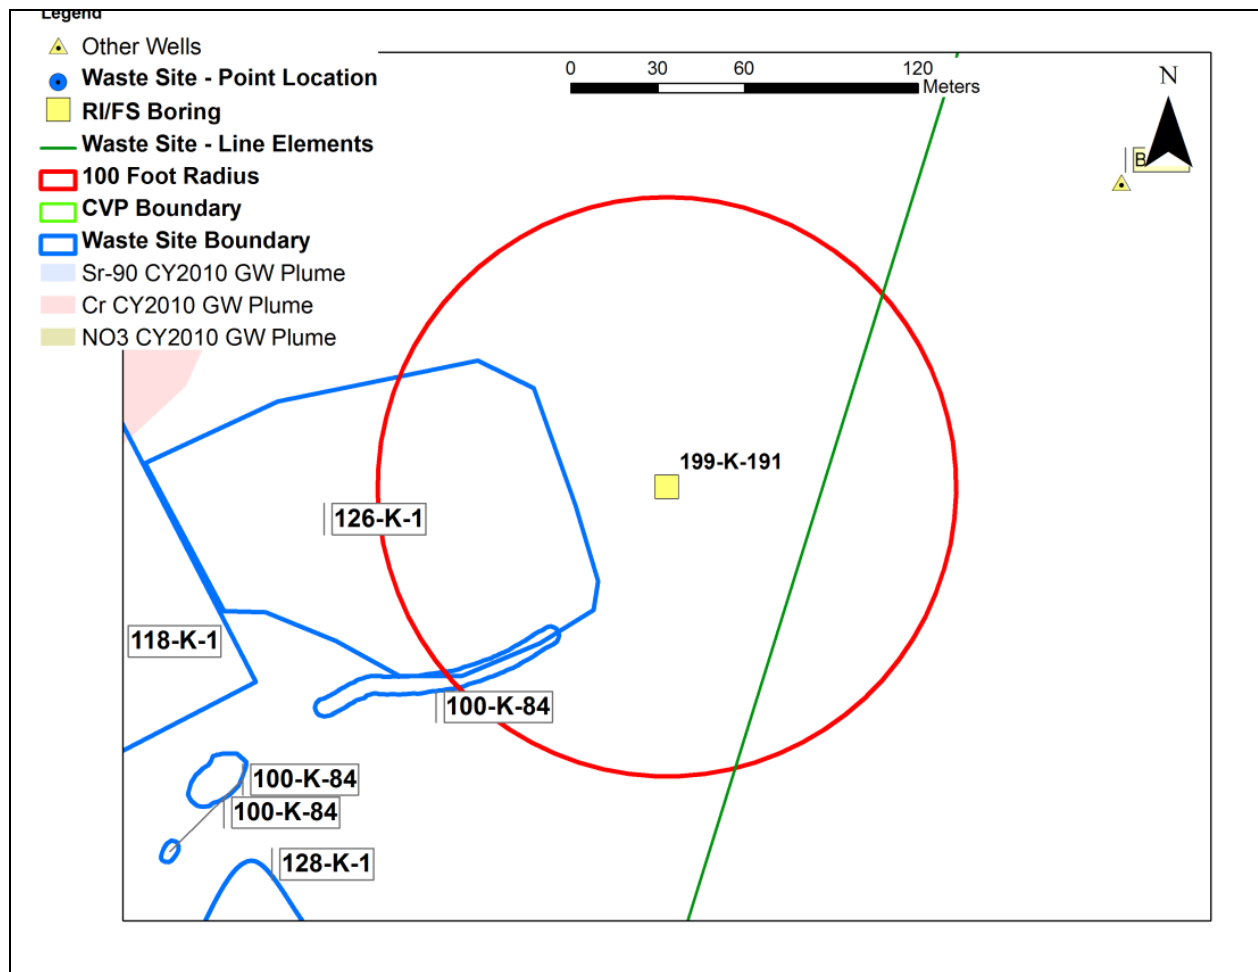 Legend
Other Wells
Waste Site - Point Location
RI/FS Boring
Waste Site - Line Elements
100 Foot Radius
CVP Boundary
Waste Site Boundary
Sr-90 CY2010 GW Plume
Cr CY2010 GW Plume
NO3 CY2010 GW Plume
0 30 60 120
Meters
N
199-K-191
126-K-1
118-K-1
100-K-84
100-K-84
100-K-84
128-K-1